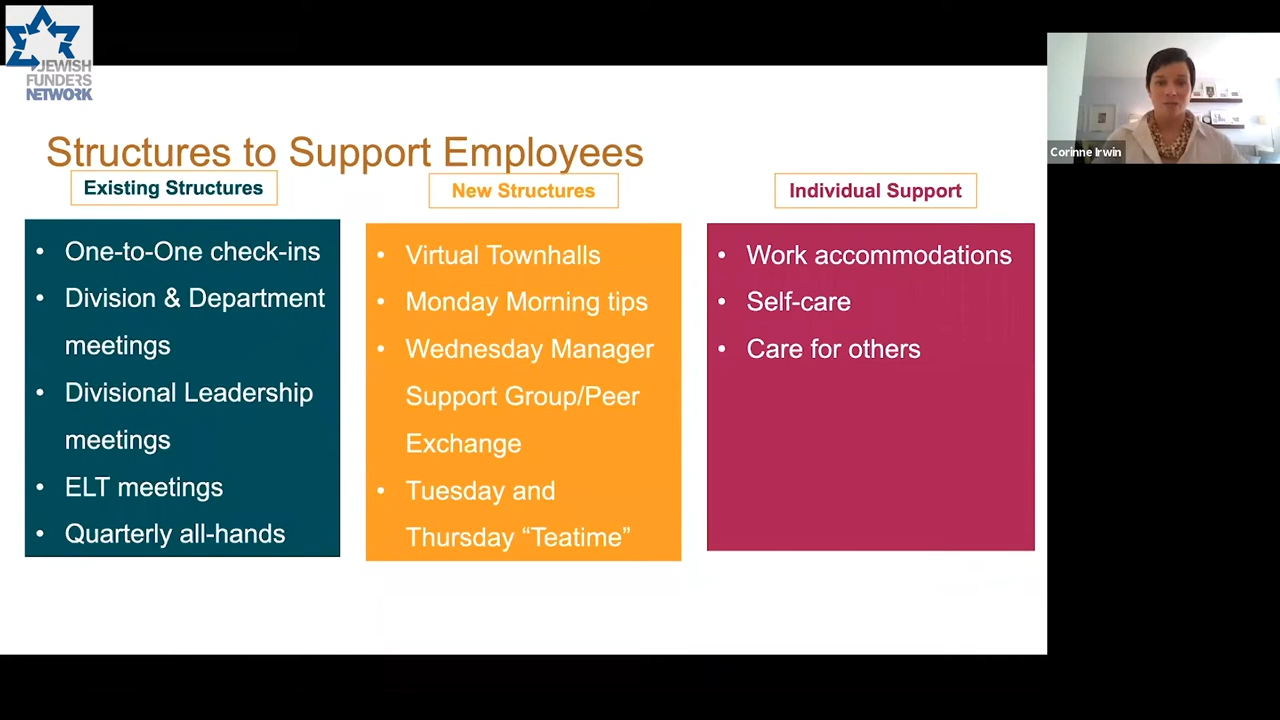 JEWISH
FUNDERS
NETWORK
Structures to Support Employees
Existing Structures
• One-to-One check-ins
• Division & Department
meetings
• Divisional Leadership
meetings
• ELT meetings
• Quarterly all-hands
New Structures
• Virtual Townhalls
• Monday Morning tips
• Wednesday Manager
Support Group/Peer
Exchange
• Tuesday and
Thursday “Teatime”
Individual Support
• Work accommodations
• Self-care
• Care for others
Corinne Irwin